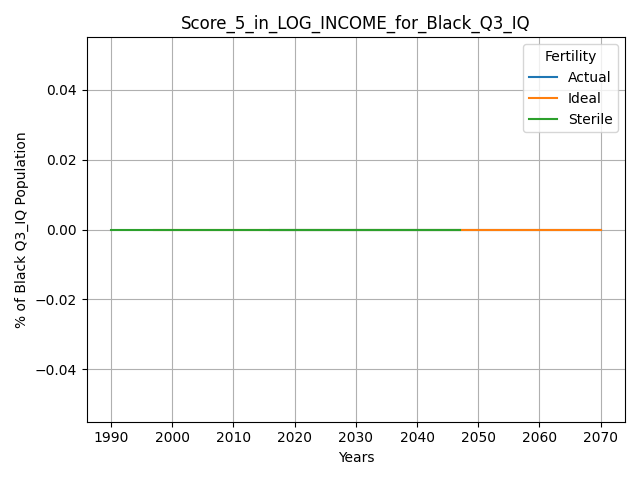 Score_5_in_LOG_INCOME_for_Black_Q3_IQ
Fertility
Actual
Ideal
Sterile
% of Black Q3_IQ Population
0.04
0.02
0.00
−0.02
−0.04
1990 2000 2010 2020 2030 2040 2050 2060 2070
Years